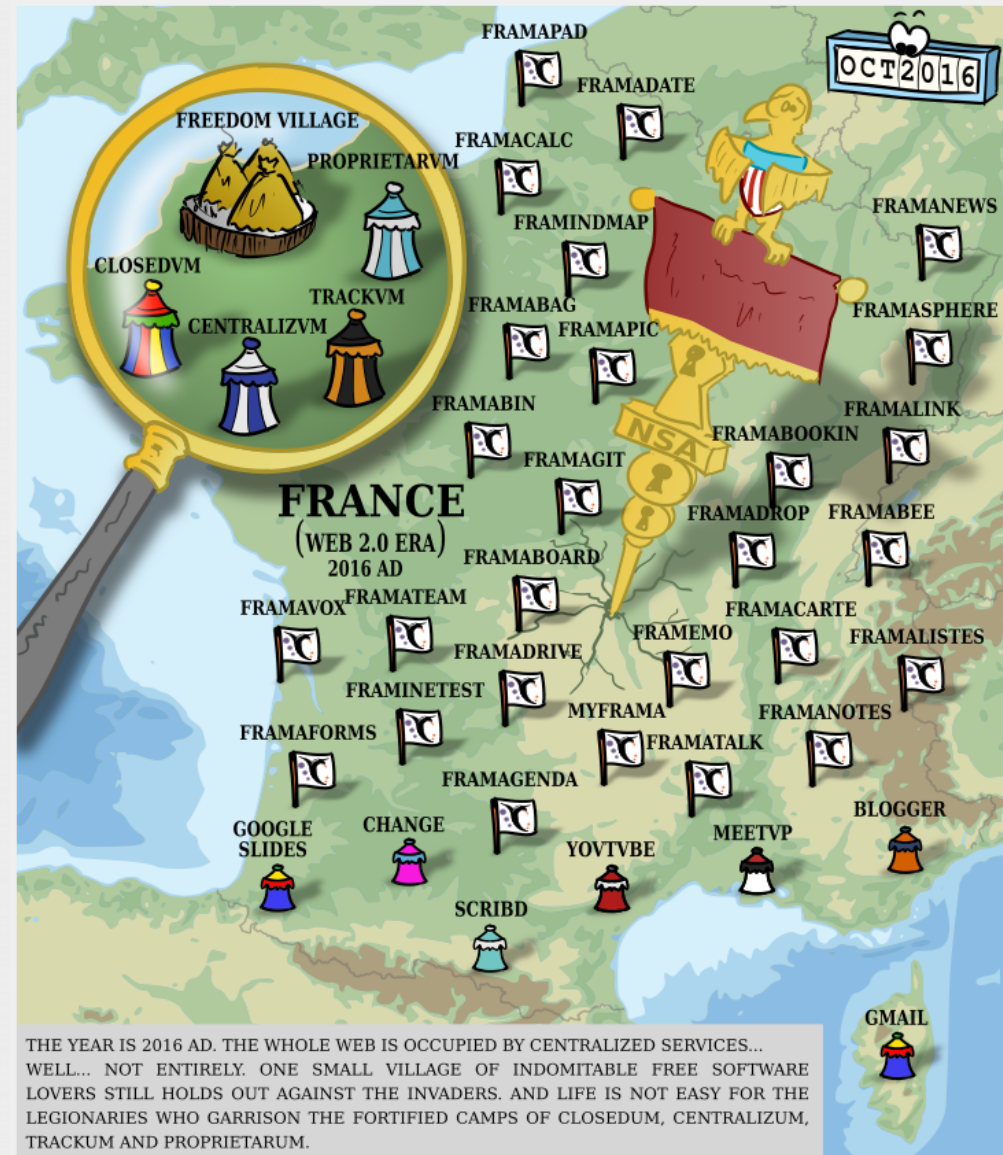 FRAMAPAD
OCT2016
FRAMADATE
FREEDOM VILLAGE
FRAMACALC
PROPRIETARVM
FRAMANEWS
FRAMINDMAP
CLOSEDVM
TRACKVM
FRAMABAG
FRAMASPHERE
CENTRALIZVM
FRAMAPIC
FRAMABIN
FRAMALINK
NSA
FRAMABOOKIN
FRAMAGIT
FRANCE
(WEB 2.0 ERA)
2016 AD
FRAMADROP
FRAMABEE
FRAMABOARD
FRAMAVOX
FRAMATEAM
FRAMACARTE
FRAMEMO
FRAMALISTES
FRAMADRIVE
FRAMINETEST
MYFRAMA
FRAMANOTES
FRAMAFORMS
FRAMATALK
FRAMAGENDA
BLOGGER
GOOGLE
SLIDES
CHANGE
MEETVP
YOVTVBE
SCRIBD
GMAIL
THE YEAR IS 2016 AD. THE WHOLE WEB IS OCCUPIED BY CENTRALIZED SERVICES...
WELL... NOT ENTIRELY. ONE SMALL VILLAGE OF INDOMITABLE FREE SOFTWARE
LOVERS STILL HOLDS OUT AGAINST THE INVADERS. AND LIFE IS NOT EASY FOR THE
LEGIONARIES WHO GARRISON THE FORTIFIED CAMPS OF CLOSEDUM, CENTRALIZUM,
TRACKUM AND PROPRIETARUM.